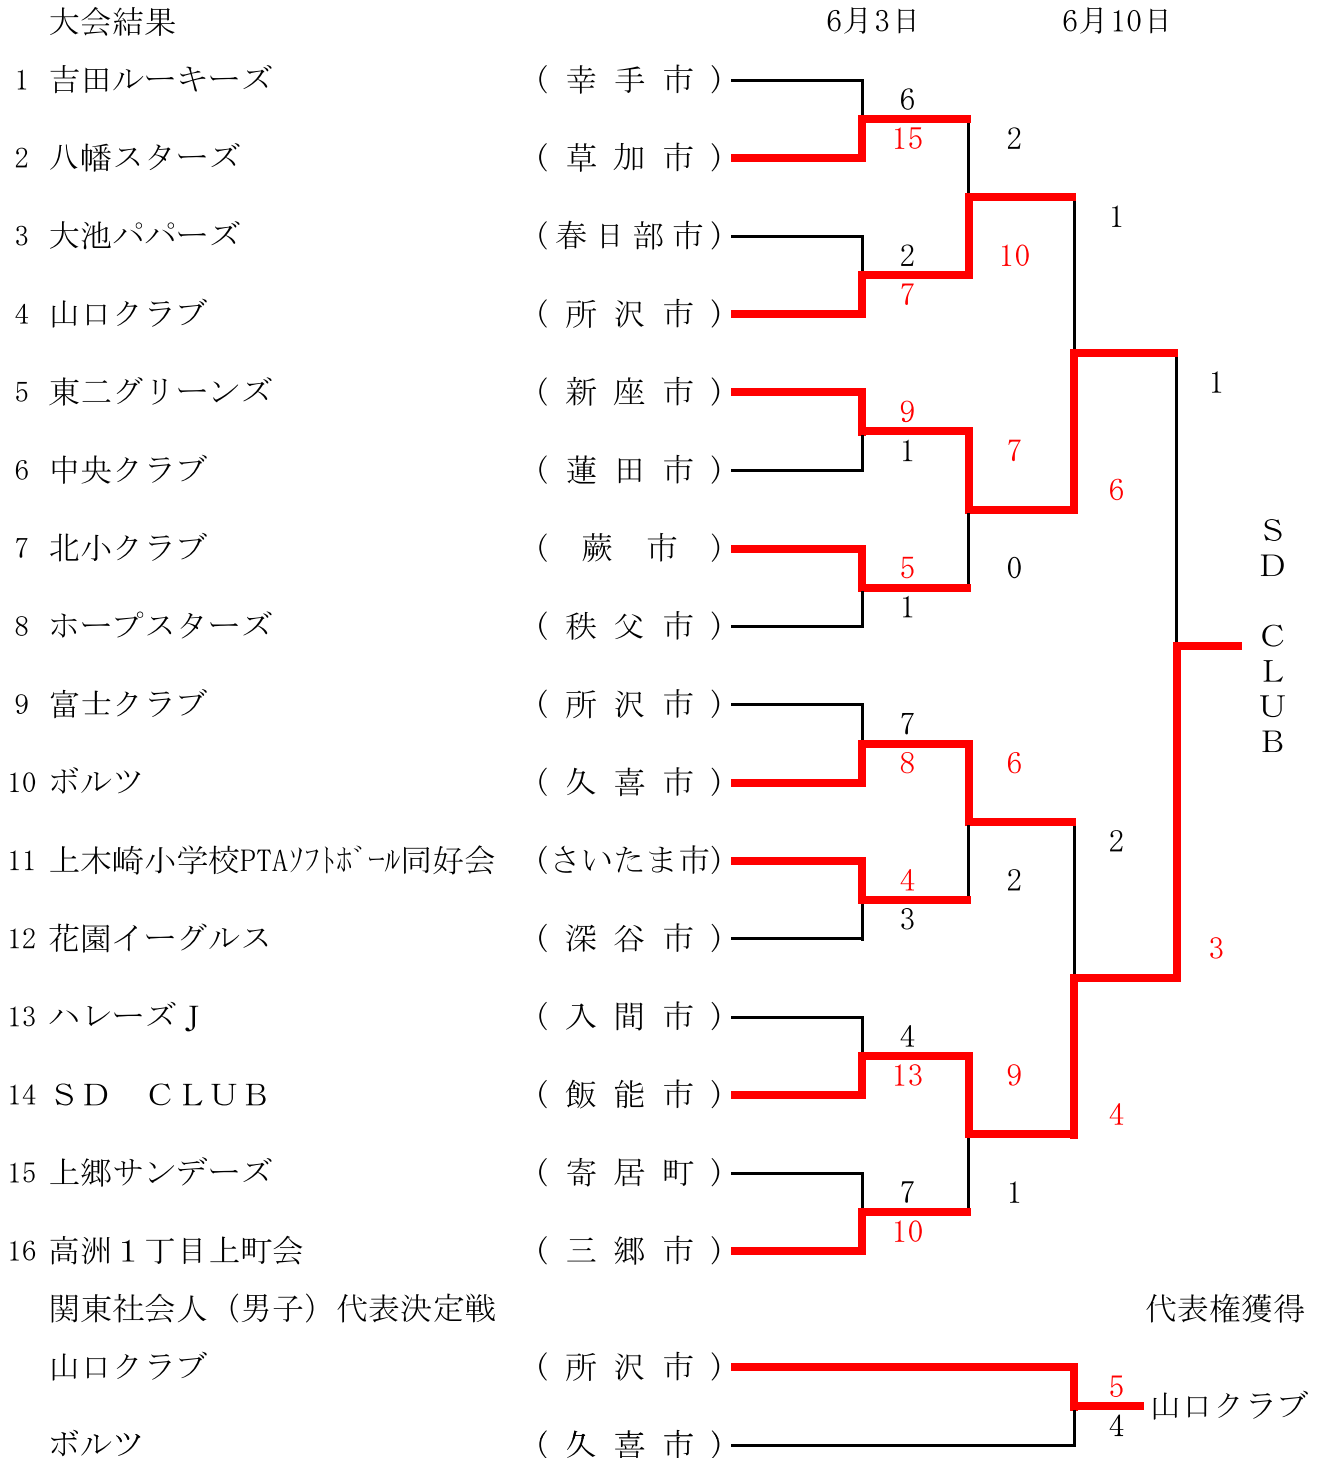 大会結果 6月3日 6月10日
1 吉田ルーキーズ (幸手市)
6
2
15
2 八幡スターズ (草加市)
1
3 大池パパーズ (春日部市)
2
10
7
4 山口クラブ (所沢市)
1
5 東二グリーンズ (新座市)
9
7
1
6 中央クラブ (蓮田市)
6
7 北小クラブ (蕨市)
5
0
1
8 ホープスターズ (秩父市)
SD CLUB
9 富士クラブ (所沢市)
7
6
8
10 ボルツ (久喜市)
2
11 上木崎小学校PTAソフトボール同好会 (さいたま市)
4
2
3
12 花園イーグルス (深谷市)
3
13 ハレーズJ (入間市)
4
9
13
14 SD CLUB (飯能市)
4
15 上郷サンデーズ (寄居町)
7
1
10
16 高洲1丁目上町会 (三郷市)
関東社会人(男子)代表決定戦 代表権獲得
山口クラブ (所沢市)
5
山口クラブ
4
ボルツ (久喜市)